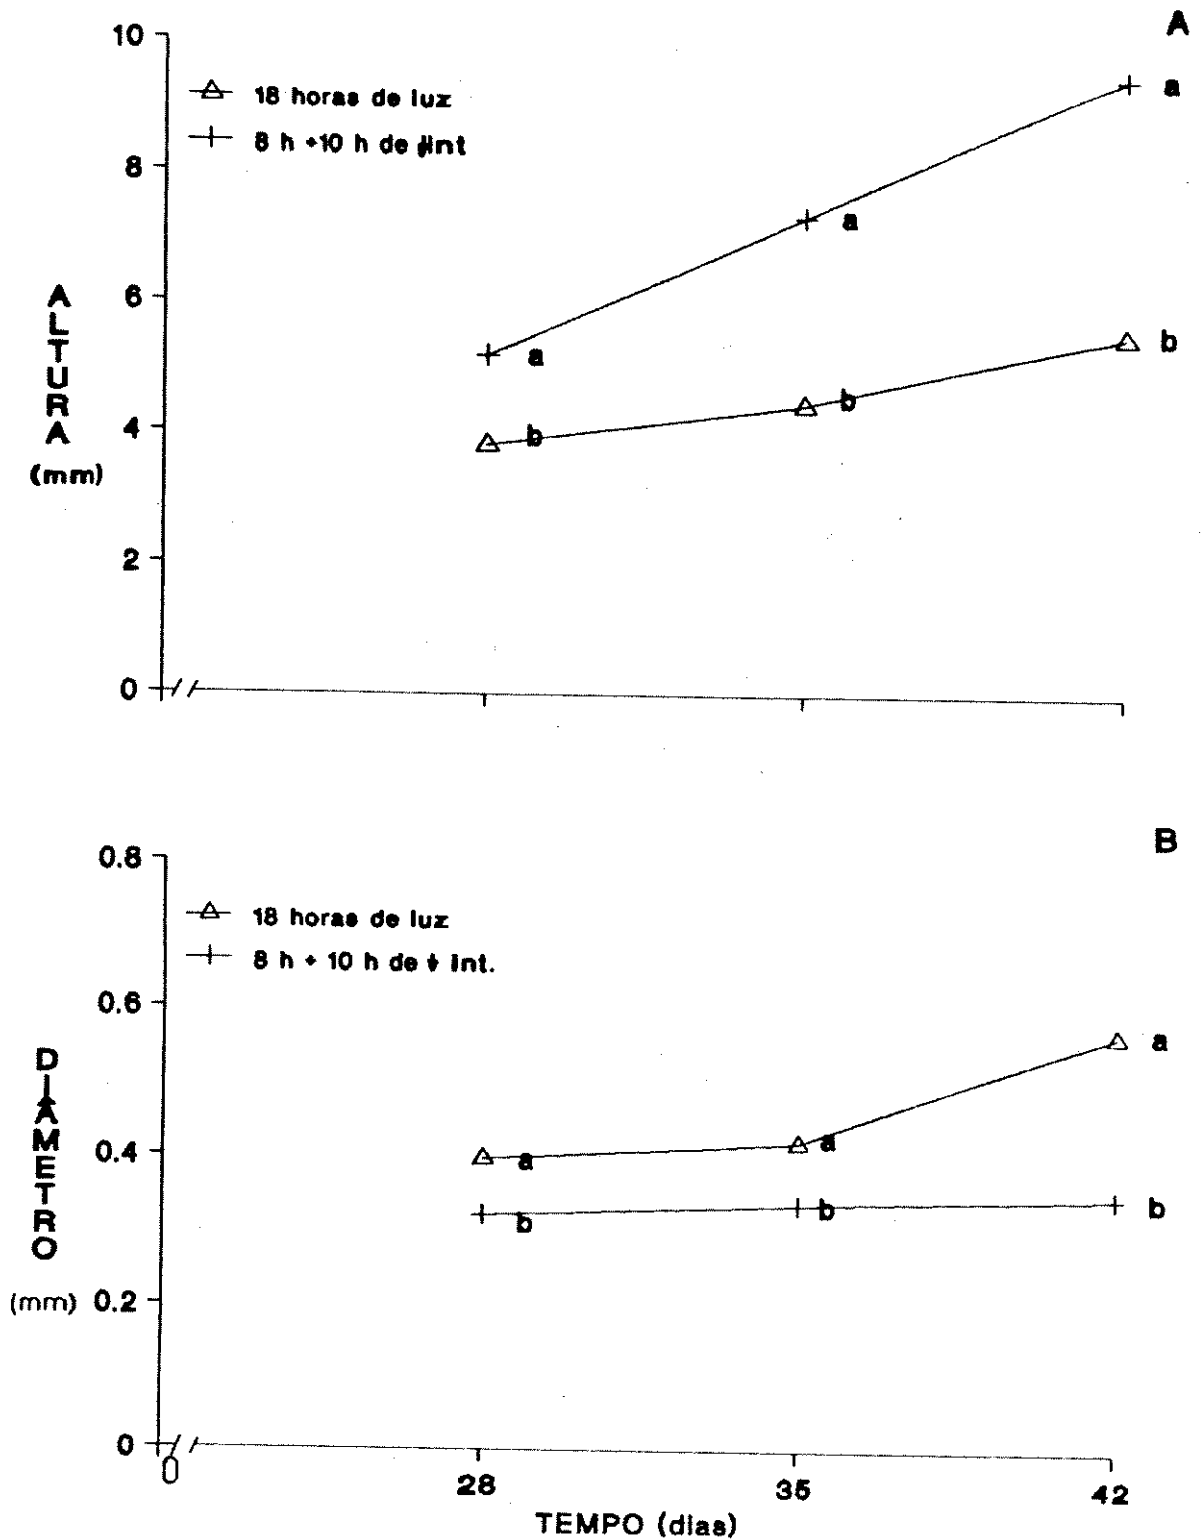 A
10
18 horas de luz
8 h +10 h de int
8
6
4
2
0
ALTURA
(mm)
a
a
a
b
b
b
B
0.8
18 horas de luz
8 h + 10 h de ↓ int.
0.6
0.4
0.2
0
DIÂMETRO
(mm)
a
a
a
b
b
b
0
28
35
42
TEMPO (dias)